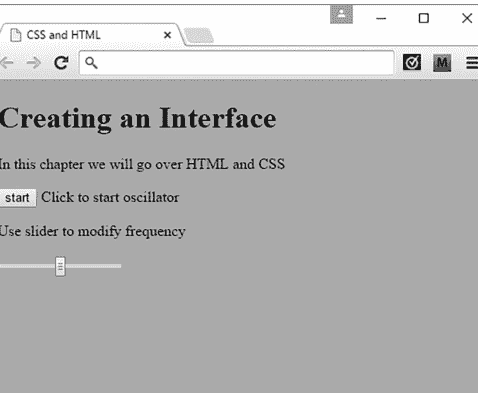 CSS and HTML
M
Creating an Interface
In this chapter we will go over HTML and CSS
start Click to start oscillator
Use slider to modify frequency